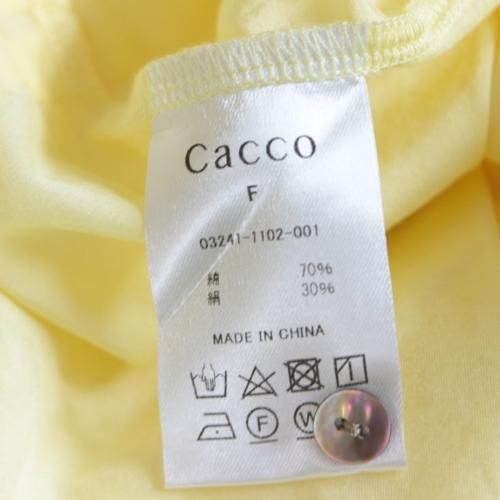 Cacco
F
03241-1102-001
綿 70%
絹 30%
MADE IN CHINA
F W